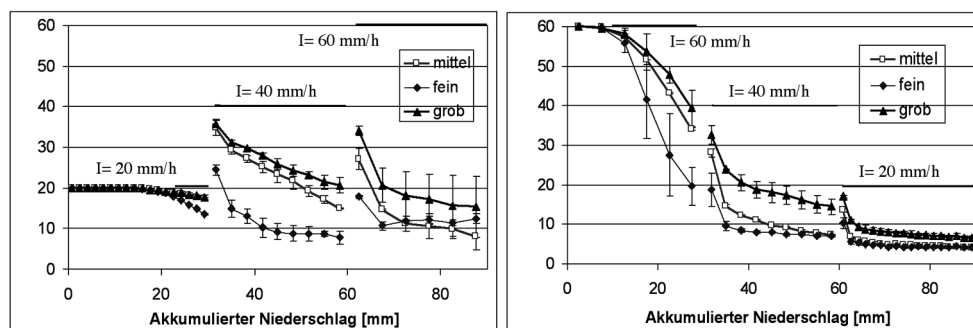 60
50
40
30
20
10
0
I= 60 mm/h
mittel
fein
grob
I= 40 mm/h
I= 20 mm/h
0 20 40 60 80
Akkumulierter Niederschlag [mm]
60
50
40
30
20
10
0
I= 60 mm/h
mittel
fein
grob
I= 40 mm/h
I= 20 mm/h
0 20 40 60 80
Akkumulierter Niederschlag [mm]